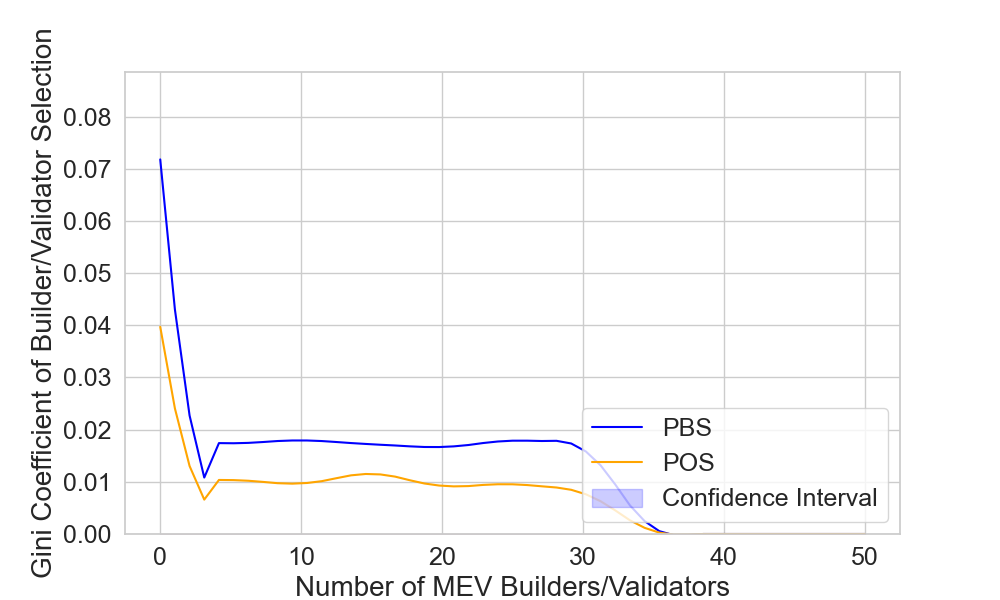 Gini Coefficient of Builder/Validator Selection
0.08
0.07
0.06
0.05
0.04
0.03
0.02
0.01
0.00
PBS
POS
Confidence Interval
0 10 20 30 40 50
Number of MEV Builders/Validators